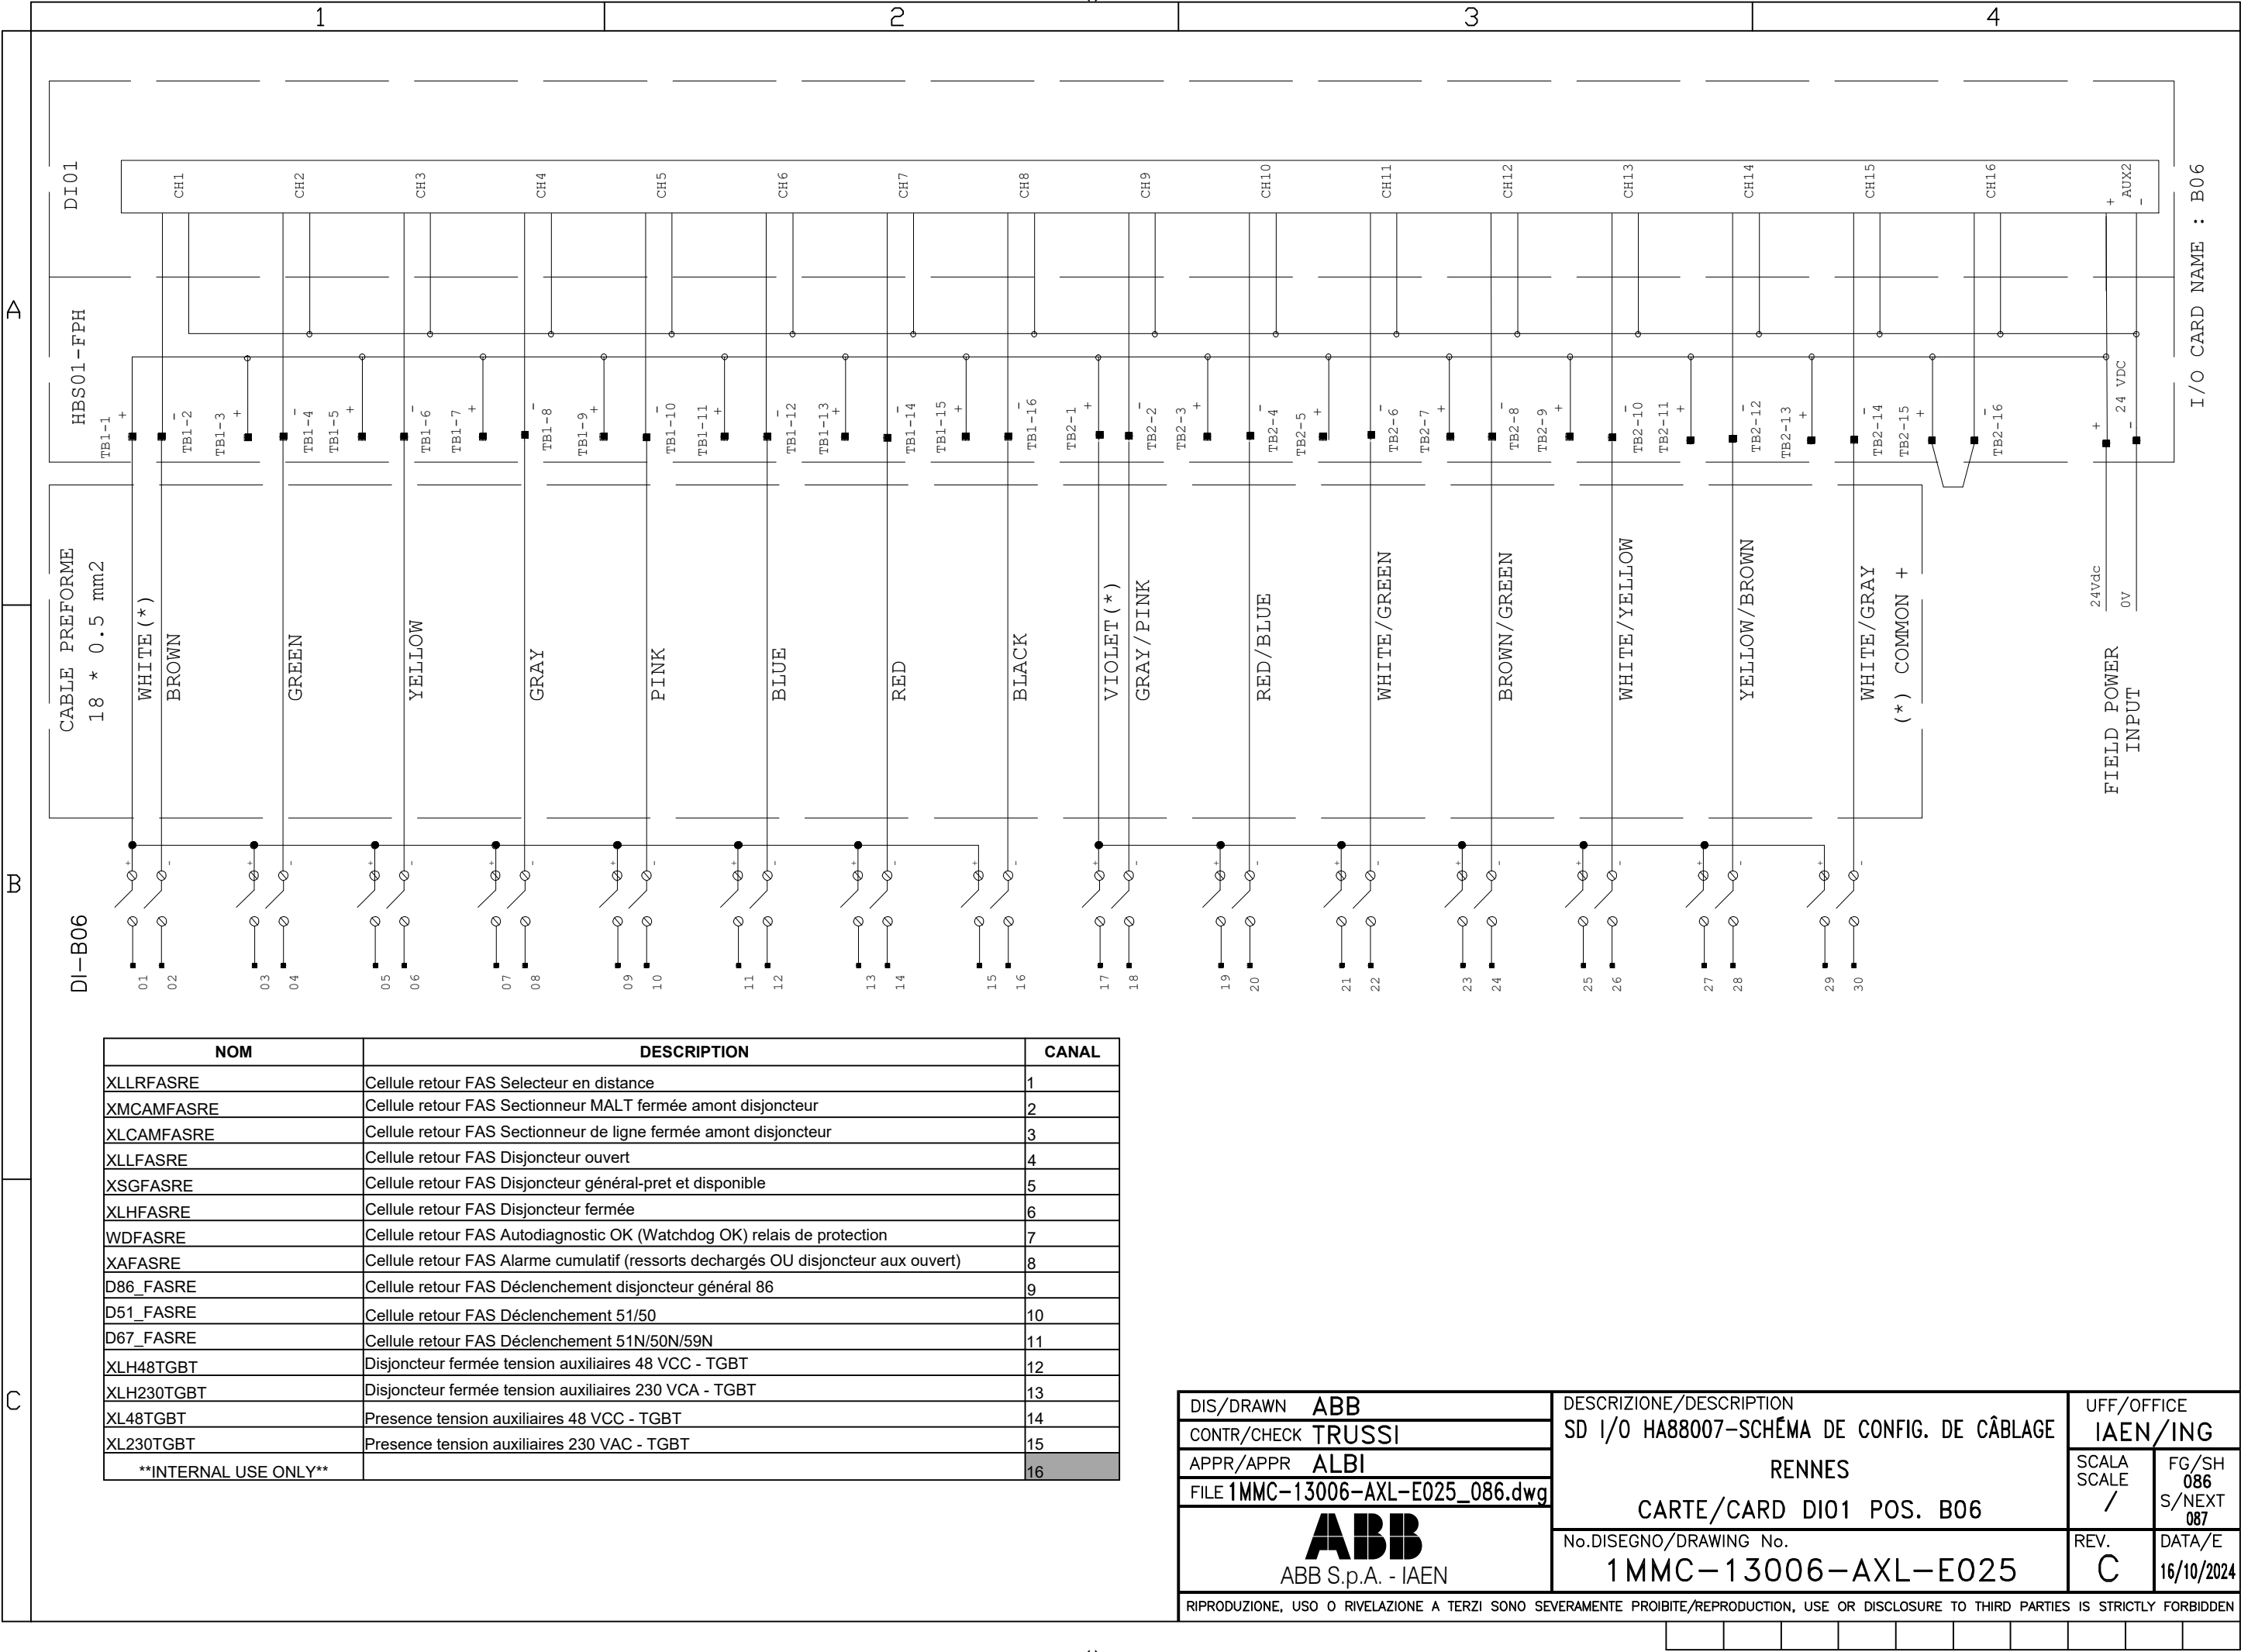 1 2 3 4
A
B
C
DI01
CH1 CH2 CH3 CH4 CH5 CH6 CH7 CH8 CH9 CH10 CH11 CH12 CH13 CH14 CH15 CH16 AUX2
+ -
I/O CARD NAME : B06
HBS01-FPH
TB1-1 + TB1-2 - TB1-3 + TB1-4 - TB1-5 + TB1-6 - TB1-7 + TB1-8 - TB1-9 + TB1-10 - TB1-11 + TB1-12 - TB1-13 + TB1-14 - TB1-15 + TB1-16 - TB2-1 + TB2-2 - TB2-3 + TB2-4 - TB2-5 + TB2-6 - TB2-7 + TB2-8 - TB2-9 + TB2-10 - TB2-11 + TB2-12 - TB2-13 + TB2-14 - TB2-15 + TB2-16 - + 24 VDC -
CABLE PREFORME
18 * 0.5 mm2
WHITE(*)
BROWN
GREEN
YELLOW
GRAY
PINK
BLUE
RED
BLACK
VIOLET(*)
GRAY/PINK
RED/BLUE
WHITE/GREEN
BROWN/GREEN
WHITE/YELLOW
YELLOW/BROWN
WHITE/GRAY
(*) COMMON +
24Vdc
0V
FIELD POWER
INPUT
+ - + - + - + - + - + - + - + - + - + - + - + - + - + - + -
DI-B06
01 02 03 04 05 06 07 08 09 10 11 12 13 14 15 16 17 18 19 20 21 22 23 24 25 26 27 28 29 30
NOM DESCRIPTION CANAL
XLLRFASRE Cellule retour FAS Selecteur en distance 1
XMCAMFASRE Cellule retour FAS Sectionneur MALT fermée amont disjoncteur 2
XLCAMFASRE Cellule retour FAS Sectionneur de ligne fermée amont disjoncteur 3
XLLFASRE Cellule retour FAS Disjoncteur ouvert 4
XSGFASRE Cellule retour FAS Disjoncteur général-pret et disponible 5
XLHFASRE Cellule retour FAS Disjoncteur fermée 6
WDFASRE Cellule retour FAS Autodiagnostic OK (Watchdog OK) relais de protection 7
XAFASRE Cellule retour FAS Alarme cumulatif (ressorts dechargés OU disjoncteur aux ouvert) 8
D86_FASRE Cellule retour FAS Déclenchement disjoncteur général 86 9
D51_FASRE Cellule retour FAS Déclenchement 51/50 10
D67_FASRE Cellule retour FAS Déclenchement 51N/50N/59N 11
XLH48TGBT Disjoncteur fermée tension auxiliaires 48 VCC - TGBT 12
XLH230TGBT Disjoncteur fermée tension auxiliaires 230 VCA - TGBT 13
XL48TGBT Presence tension auxiliaires 48 VCC - TGBT 14
XL230TGBT Presence tension auxiliaires 230 VAC - TGBT 15
**INTERNAL USE ONLY** 16
DIS/DRAWN ABB
CONTR/CHECK TRUSSI
APPR/APPR ALBI
FILE 1MMC-13006-AXL-E025_086.dwg
ABB
ABB S.p.A. - IAEN
DESCRIZIONE/DESCRIPTION
SD I/O HA88007-SCHÉMA DE CONFIG. DE CÂBLAGE
RENNES
CARTE/CARD DI01 POS. B06
No.DISEGNO/DRAWING No.
1MMC-13006-AXL-E025
UFF/OFFICE
IAEN/ING
SCALA
SCALE
/
FG/SH
086
S/NEXT
087
REV.
C
DATA/E
16/10/2024
RIPRODUZIONE, USO O RIVELAZIONE A TERZI SONO SEVERAMENTE PROIBITE/REPRODUCTION, USE OR DISCLOSURE TO THIRD PARTIES IS STRICTLY FORBIDDEN